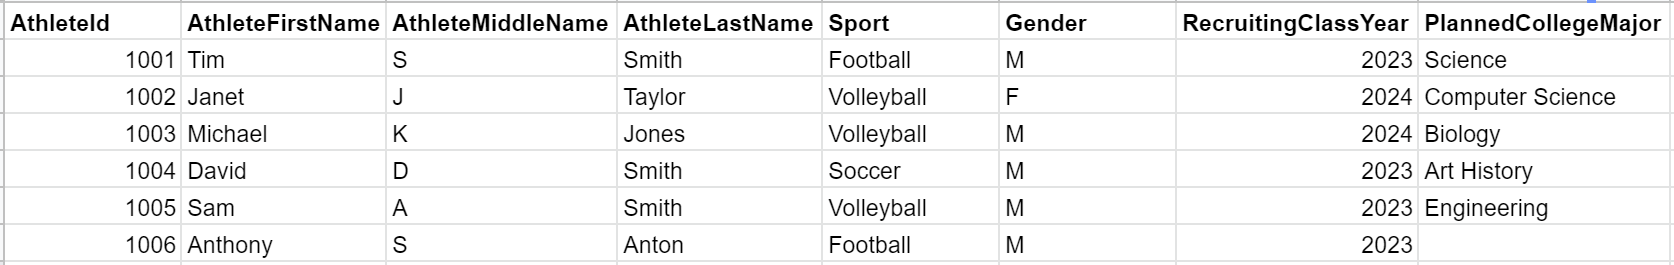 AthleteId AthleteFirstName AthleteMiddleName AthleteLastName Sport Gender RecruitingClassYear PlannedCollegeMajor
1001 Tim S Smith Football M 2023 Science
1002 Janet J Taylor Volleyball F 2024 Computer Science
1003 Michael K Jones Volleyball M 2024 Biology
1004 David D Smith Soccer M 2023 Art History
1005 Sam A Smith Volleyball M 2023 Engineering
1006 Anthony S Anton Football M 2023